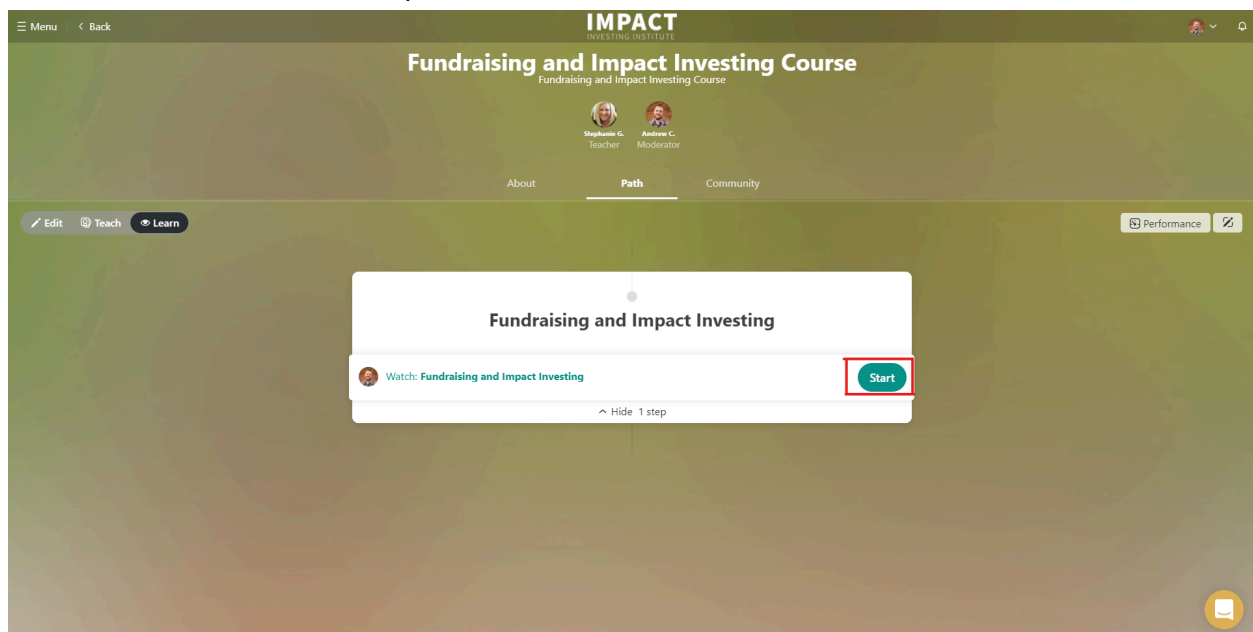 Menu
Back
IMPACT
INVESTING INSTITUTE
Fundraising and Impact Investing Course
Fundraising and Impact Investing Course
Stephanie G.
Teacher
Andrew C.
Moderator
About
Path
Community
Edit
Teach
Learn
Performance
Fundraising and Impact Investing
Watch: Fundraising and Impact Investing
Start
Hide 1 step